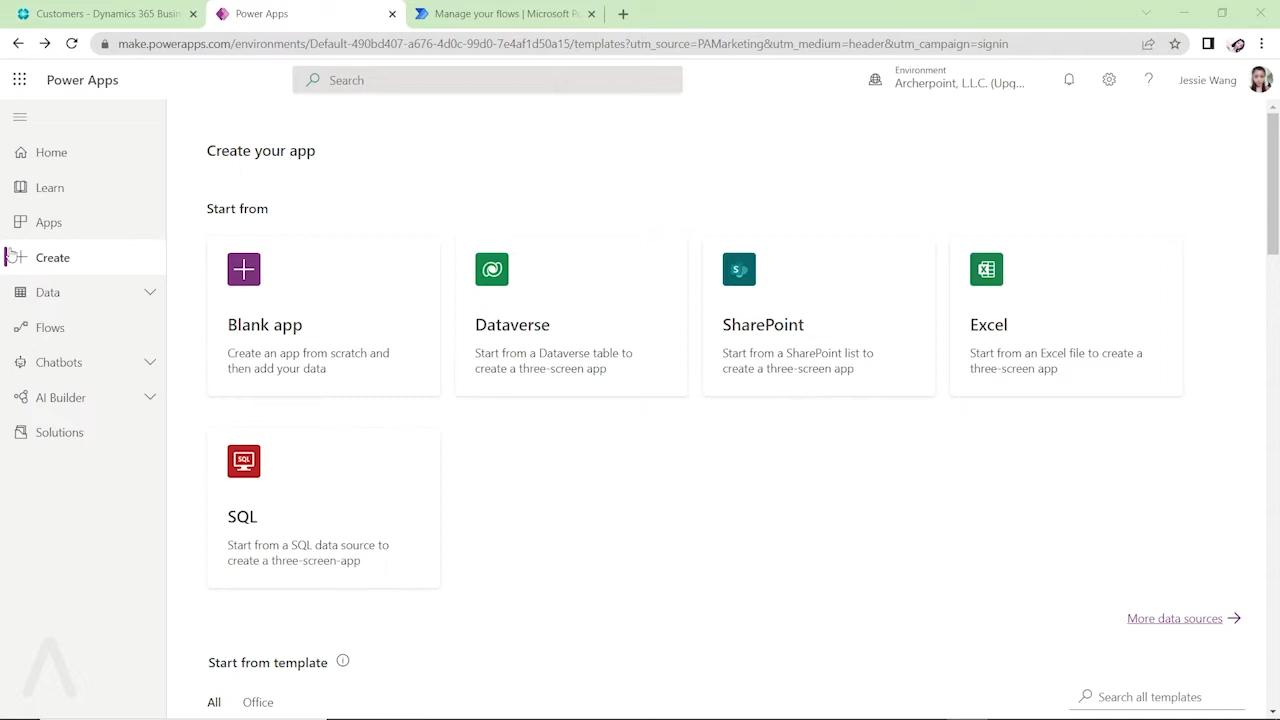 Customers - Dynamics 365 Busin
Power Apps
Manage your flows | Microsoft Po
make.powerapps.com/environments/Default-490bd407-a676-4d0c-99d0-7e4af1d50a15/templates?utm_source=PAMarketing&utm_medium=header&utm_campaign=signin
Power Apps
Search
Environment
Archerpoint, L.L.C. (Upq...
Jessie Wang
Home
Learn
Apps
Create
Data
Flows
Chatbots
AI Builder
Solutions
Create your app
Start from
Blank app
Create an app from scratch and
then add your data
Dataverse
Start from a Dataverse table to
create a three-screen app
S
SharePoint
Start from a SharePoint list to
create a three-screen app
X
Excel
Start from an Excel file to create a
three-screen app
SQL
SQL
Start from a SQL data source to
create a three-screen-app
More data sources
Start from template
All
Office
Search all templates